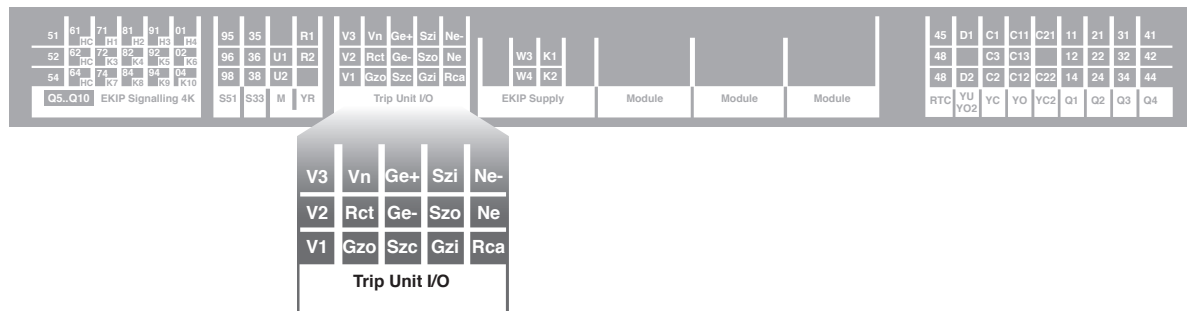 51 61 HC 71 H1 81 H2 91 H3 01 H4 95 35 R1 V3 Vn Ge+ Szi Ne- 45 D1 C1 C11 C21 11 21 31 41
52 62 HC 72 K3 82 K4 92 K5 02 K6 96 36 U1 R2 V2 Rct Ge- Szo Ne W3 K1 48 C3 C13 12 22 32 42
54 64 HC 74 K7 84 K8 94 K9 04 K10 98 38 U2 V1 Gzo Szc Gzi Rca W4 K2 48 D2 C2 C12 C22 14 24 34 44
Q5..Q10 EKIP Signalling 4K S51 S33 M YR Trip Unit I/O EKIP Supply Module Module Module RTC YU YO2 YC YO YC2 Q1 Q2 Q3 Q4
V3 Vn Ge+ Szi Ne-
V2 Rct Ge- Szo Ne
V1 Gzo Szc Gzi Rca
Trip Unit I/O